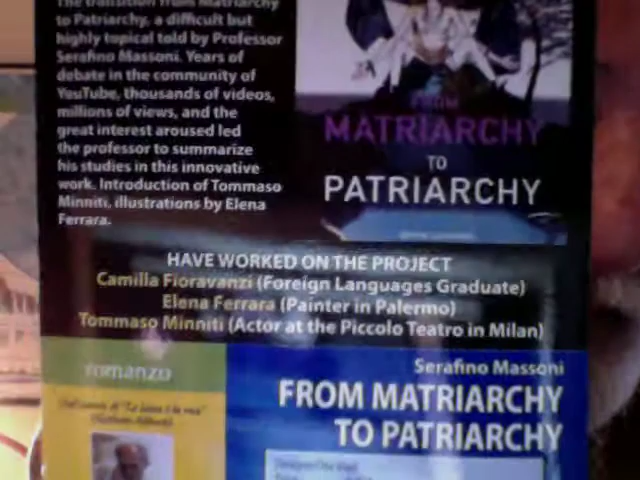 The transition from Matriarchy
to Patriarchy, a difficult but
highly topical told by Professor
Serafino Massoni. Years of
debate in the community of
YouTube, thousands of videos,
millions of views, and the
great interest aroused led
the professor to summarize
his studies in this innovative
work. Introduction of Tommaso
Minniti, illustrations by Elena
Ferrara.
FROM
MATRIARCHY
TO
PATRIARCHY
HAVE WORKED ON THE PROJECT
Camilla Fioravanzi (Foreign Languages Graduate)
Elena Ferrara (Painter in Palermo)
Tommaso Minniti (Actor at the Piccolo Teatro in Milan)
romanzo
Serafino Massoni
FROM MATRIARCHY
TO PATRIARCHY